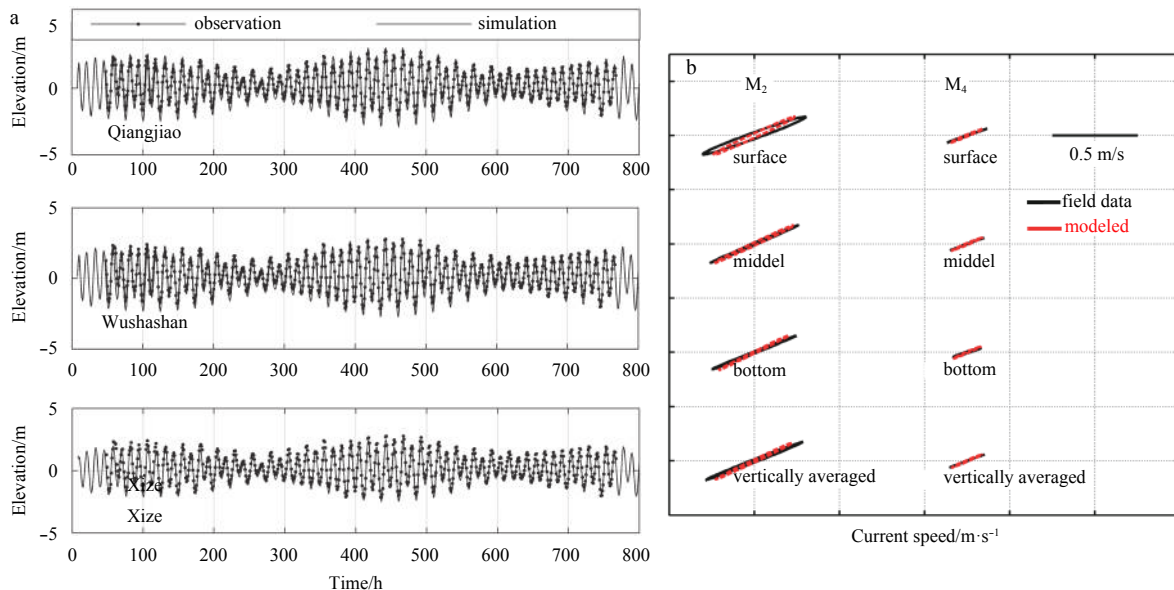 a
observation
simulation
5
0
−5
Elevation/m
Qiangjiao
0 100 200 300 400 500 600 700 800
5
0
−5
Elevation/m
Wushashan
0 100 200 300 400 500 600 700 800
5
0
−5
Elevation/m
Xize
Xize
0 100 200 300 400 500 600 700 800
Time/h
b
M₂ M₄
surface surface
0.5 m/s
field data
modeled
middel middel
bottom bottom
vertically averaged vertically averaged
Current speed/m·s⁻¹